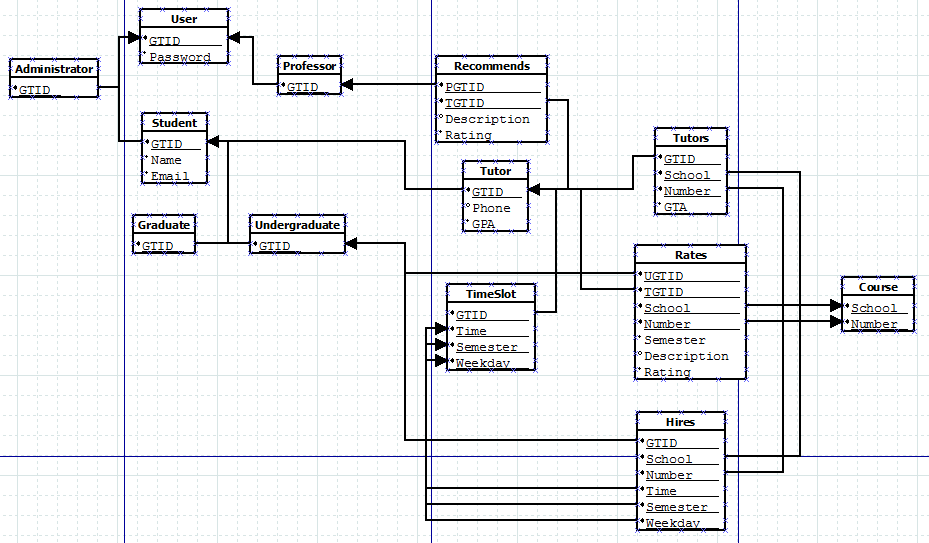 User
GTID
Password
Administrator
GTID
Professor
GTID
Recommends
PGTID
TGTID
Description
Rating
Student
GTID
Name
Email
Tutors
GTID
School
Number
GTA
Tutor
GTID
Phone
GPA
Graduate
GTID
Undergraduate
GTID
Rates
UGTID
TGTID
School
Number
Semester
Description
Rating
Course
School
Number
TimeSlot
GTID
Time
Semester
Weekday
Hires
GTID
School
Number
Time
Semester
Weekday